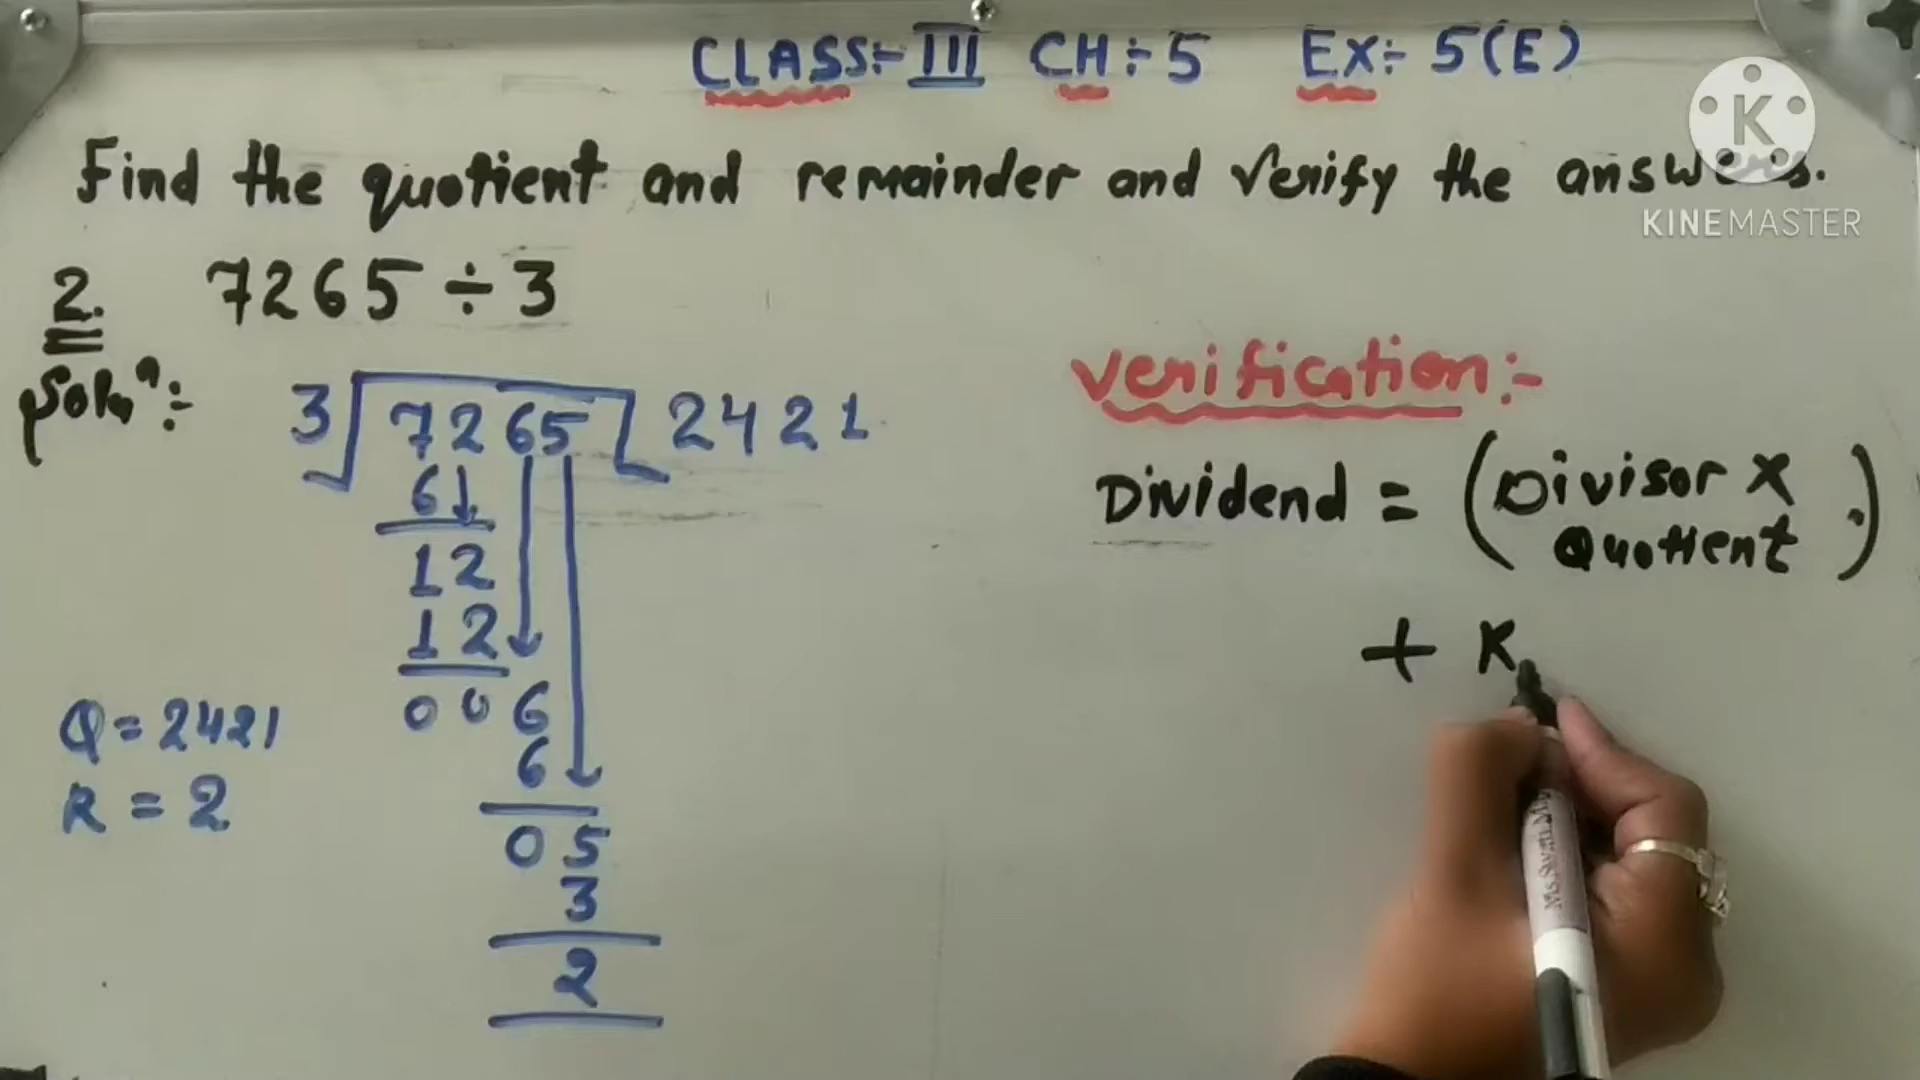 CLASS:- III CH:- 5 EX:- 5(E)
K
KINEMASTER
Find the quotient and remainder and verify the answers.
2. 7265 ÷ 3
Solnⁿ:-
3 7265 2421
6
12
12
006
6
05
3
2
Q = 2421
R = 2
Verification:-
Dividend = (Divisor X
Quotient )
+ R